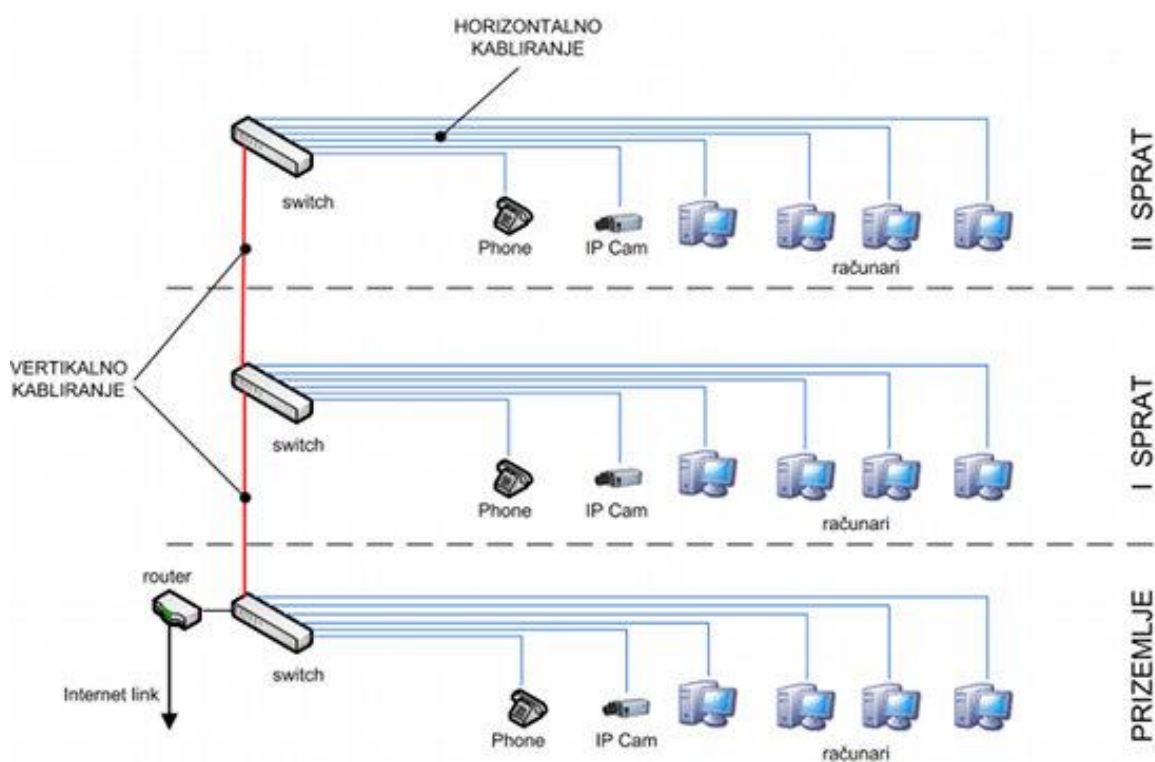 HORIZONTALNO
KABLIRANJE
switch
Phone
IP Cam
računari
II SPRAT
VERTIKALNO
KABLIRANJE
switch
Phone
IP Cam
računari
I SPRAT
router
switch
Internet link
Phone
IP Cam
računari
PRIZEMLJE